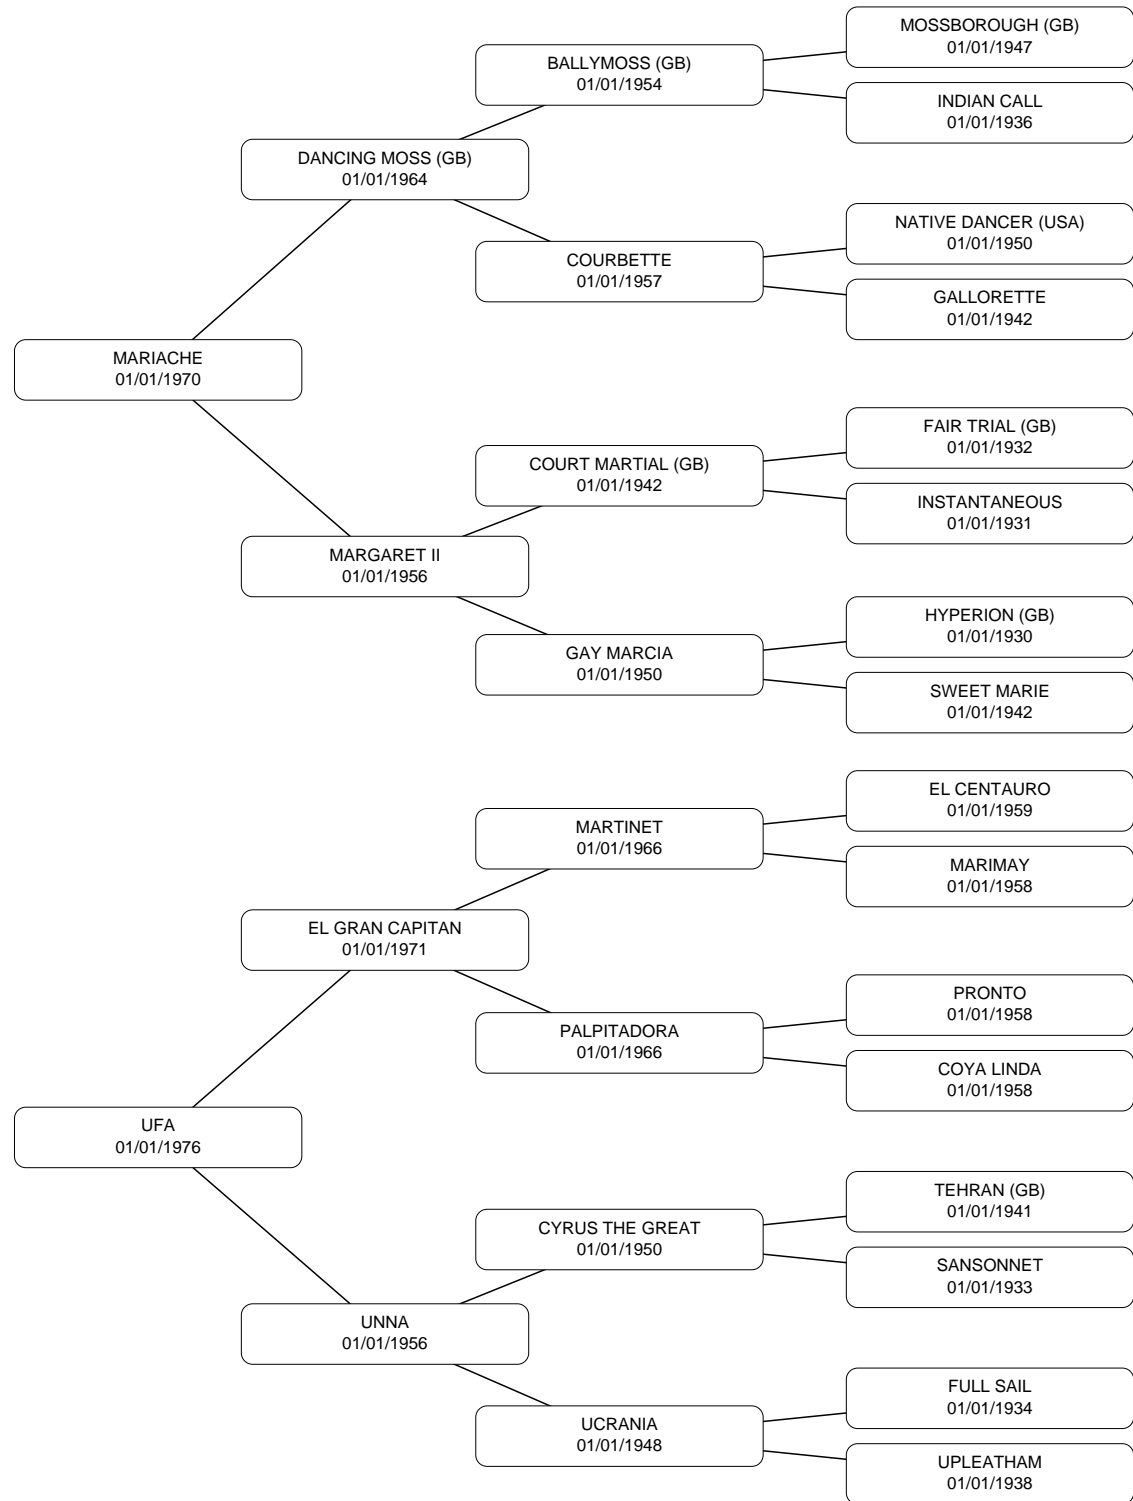 MOSSBOROUGH (GB)
01/01/1947
BALLYMOSS (GB)
01/01/1954
INDIAN CALL
01/01/1936
DANCING MOSS (GB)
01/01/1964
NATIVE DANCER (USA)
01/01/1950
COURBETTE
01/01/1957
GALLORETTE
01/01/1942
MARIACHE
01/01/1970
FAIR TRIAL (GB)
01/01/1932
COURT MARTIAL (GB)
01/01/1942
INSTANTANEOUS
01/01/1931
MARGARET II
01/01/1956
HYPERION (GB)
01/01/1930
GAY MARCIA
01/01/1950
SWEET MARIE
01/01/1942
EL CENTAURO
01/01/1959
MARTINET
01/01/1966
MARIMAY
01/01/1958
EL GRAN CAPITAN
01/01/1971
PRONTO
01/01/1958
PALPITADORA
01/01/1966
COYA LINDA
01/01/1958
UFA
01/01/1976
TEHRAN (GB)
01/01/1941
CYRUS THE GREAT
01/01/1950
SANSONNET
01/01/1933
UNNA
01/01/1956
FULL SAIL
01/01/1934
UCRANIA
01/01/1948
UPLEATHAM
01/01/1938